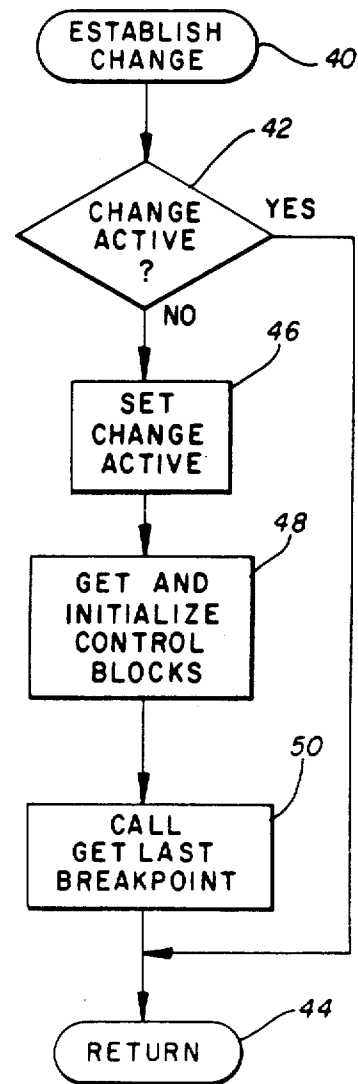 ESTABLISH
CHANGE
40
42
CHANGE
ACTIVE
?
YES
NO
46
SET
CHANGE
ACTIVE
48
GET AND
INITIALIZE
CONTROL
BLOCKS
50
CALL
GET LAST
BREAKPOINT
44
RETURN